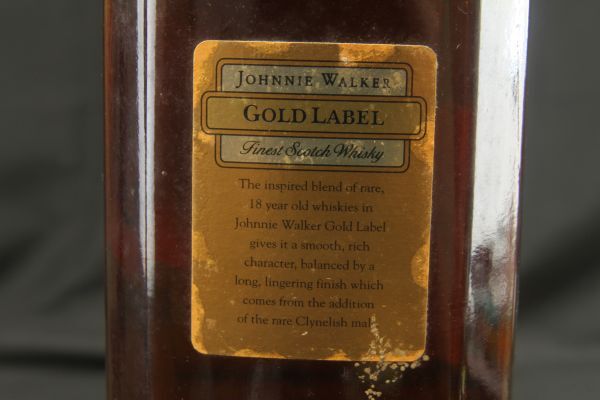 JOHNNIE WALKER
GOLD LABEL
Finest Scotch Whisky
The inspired blend of rare,
18 year old whiskies in
Johnnie Walker Gold Label
gives it a smooth, rich
character, balanced by a
long, lingering finish which
comes from the addition
of the rare Clynelish malt.